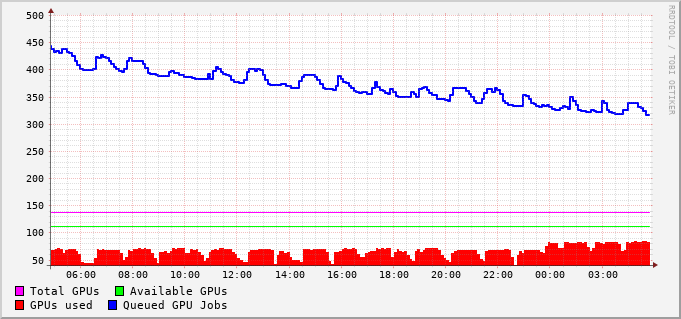 500
450
400
350
300
250
200
150
100
50
06:00 08:00 10:00 12:00 14:00 16:00 18:00 20:00 22:00 00:00 03:00
Total GPUs Available GPUs
GPUs used Queued GPU Jobs
RRDTOOL / TOBI OETIKER